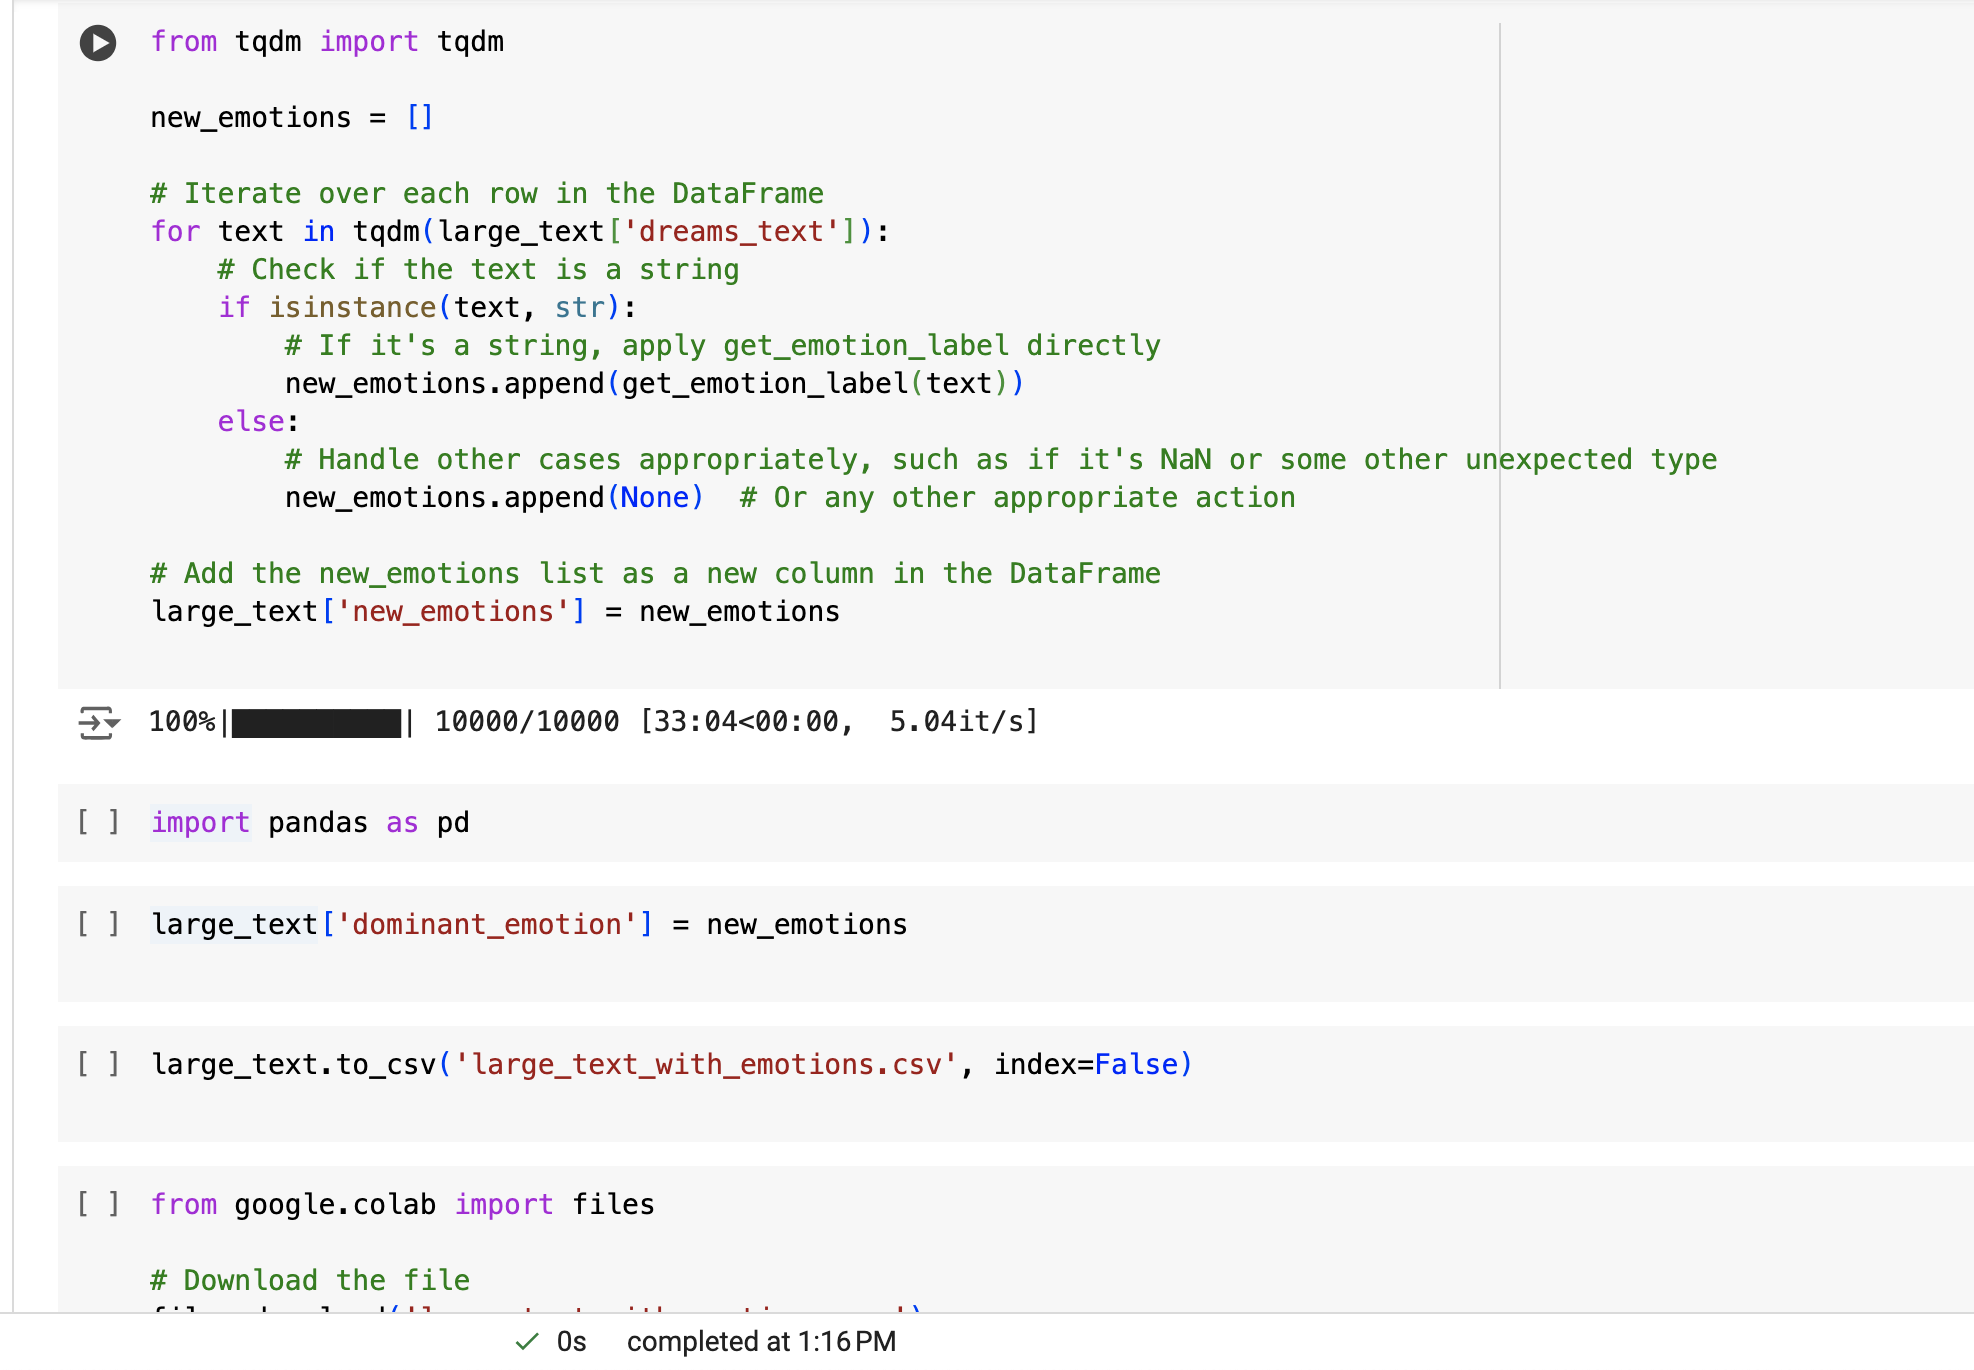 from tqdm import tqdm
new_emotions = []
# Iterate over each row in the DataFrame
for text in tqdm(large_text['dreams_text']):
    # Check if the text is a string
    if isinstance(text, str):
        # If it's a string, apply get_emotion_label directly
        new_emotions.append(get_emotion_label(text))
    else:
        # Handle other cases appropriately, such as if it's NaN or some other unexpected type
        new_emotions.append(None)  # Or any other appropriate action
# Add the new_emotions list as a new column in the DataFrame
large_text['new_emotions'] = new_emotions
100%|██████████| 10000/10000 [33:04<00:00,  5.04it/s]
[ ] import pandas as pd
[ ] large_text['dominant_emotion'] = new_emotions
[ ] large_text.to_csv('large_text_with_emotions.csv', index=False)
[ ] from google.colab import files
# Download the file
0s completed at 1:16 PM